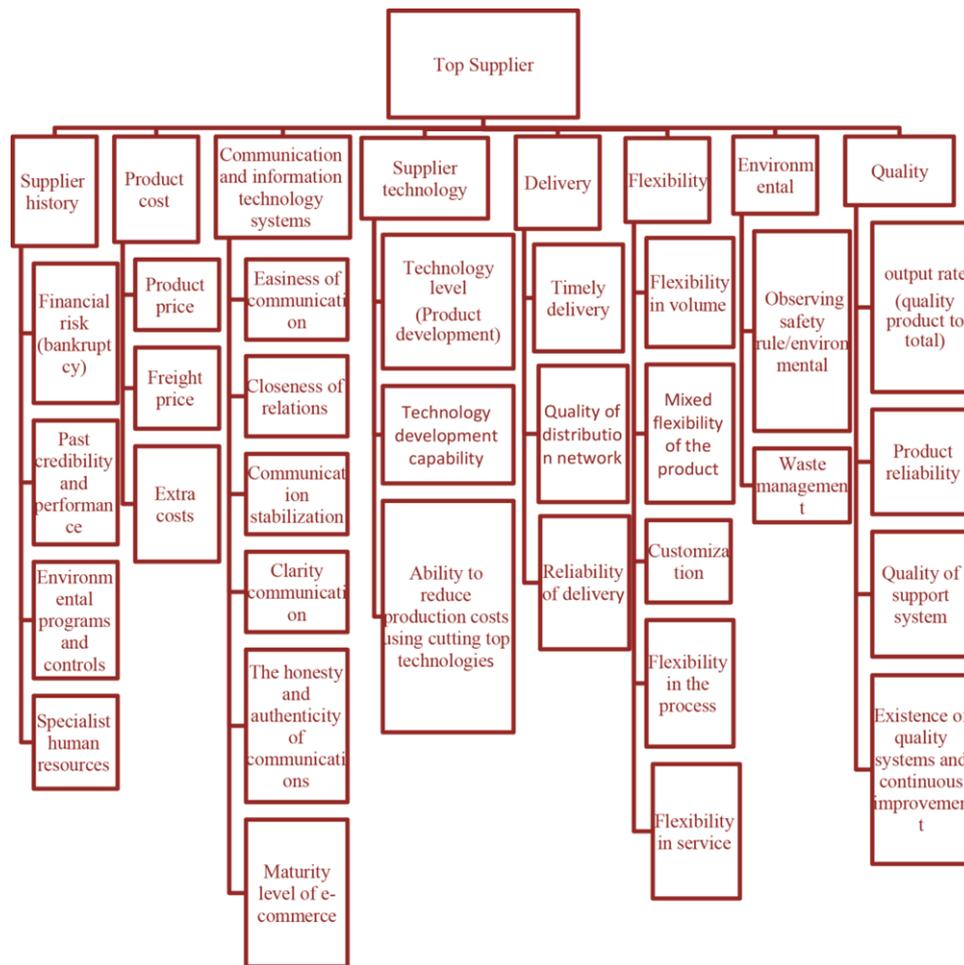 Top Supplier
Supplier
history
Financial
risk
(bankrupt
cy)
Past
credibility
and
performa
nce
Environm
ental
programs
and
controls
Specialist
human
resources
Product
cost
Product
price
Freight
price
Extra
costs
Communication
and information
technology
systems
Easiness of
communicati
on
Closeness of
relations
Communicat
ion
stabilization
Clarity
communicati
on
The honesty
and
authenticity
of
communicati
ons
Maturity
level of e-
commerce
Supplier
technology
Technology
level
(Product
development)
Technology
development
capability
Ability to
reduce
production costs
using cutting top
technologies
Delivery
Timely
delivery
Quality of
distributio
n network
Reliability
of delivery
Flexibility
Flexibility
in volume
Mixed
flexibility
of the
product
Customiza
tion
Flexibility
in the
process
Flexibility
in service
Environm
ental
Observing
safety
rule/environ
mental
Waste
managemen
t
Quality
output rate
(quality
product to
total)
Product
reliability
Quality of
support
system
Existence of
quality
systems and
continuous
improvemen
t